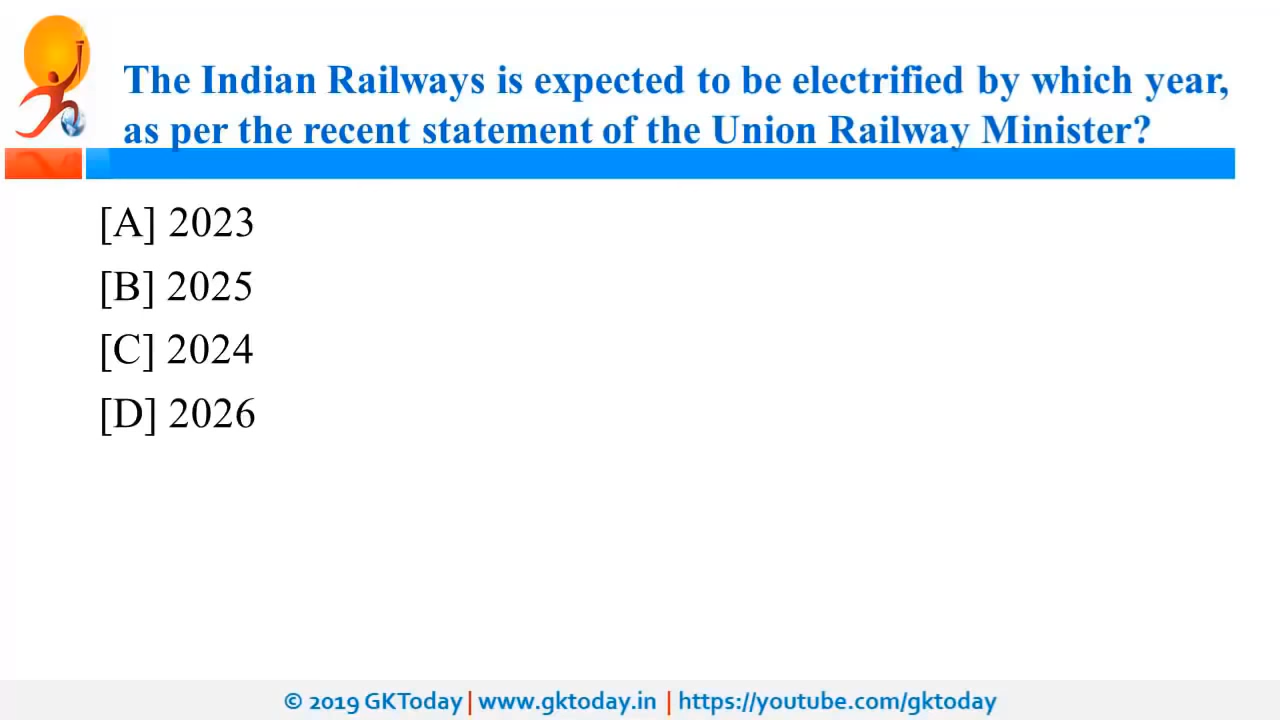 The Indian Railways is expected to be electrified by which year,
as per the recent statement of the Union Railway Minister?
[A] 2023
[B] 2025
[C] 2024
[D] 2026
© 2019 GKToday | www.gktoday.in | https://youtube.com/gktoday